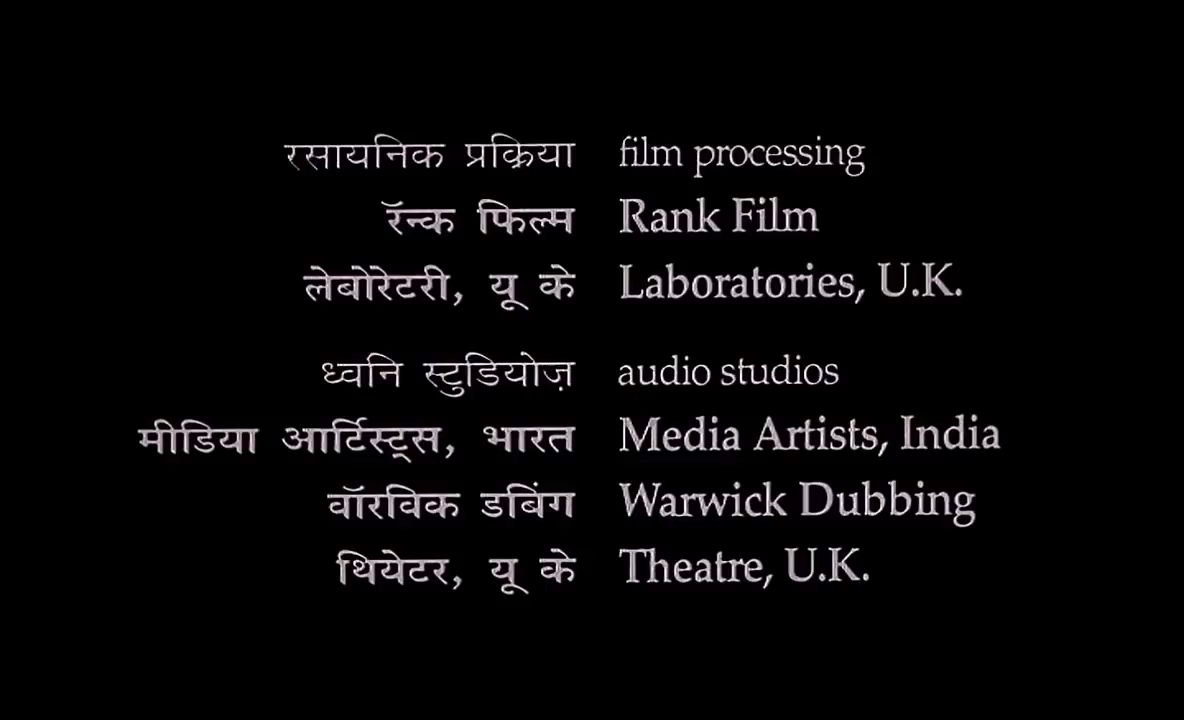 रसायनिक प्रक्रिया film processing
रॅन्क फिल्म Rank Film
लेबोरेटरी, यू के Laboratories, U.K.
ध्वनि स्टुडियोज़ audio studios
मीडिया आर्टिस्ट्स, भारत Media Artists, India
वॉरविक डबिंग Warwick Dubbing
थियेटर, यू के Theatre, U.K.